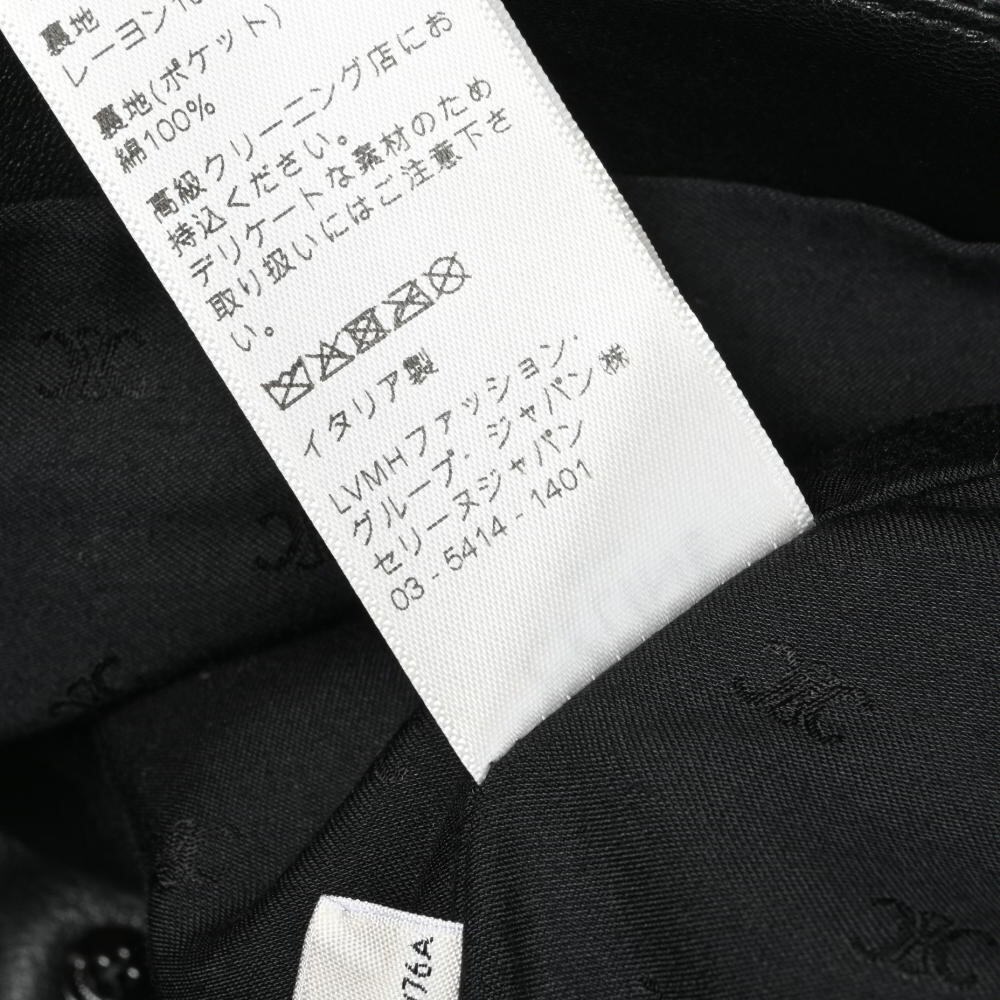 裏地
レーヨン10
裏地(ポケット)
綿100%
高級クリーニング店にお
持込ください。
デリケートな素材のため
取り扱いにはご注意下さ
い。
イタリア製
LVMHファッション・
グループ・ジャパン㈱
セリーヌジャパン
03 - 5414 - 1401
76A